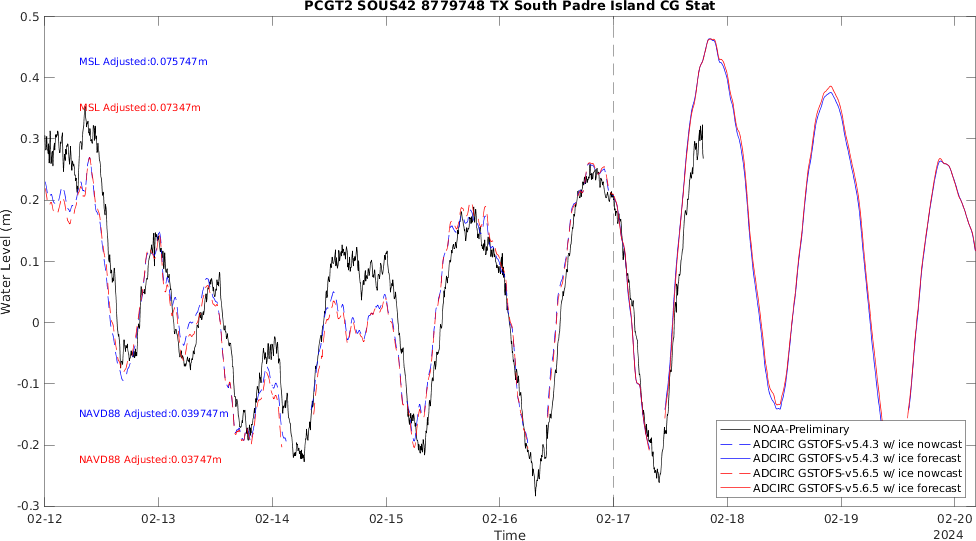 PCGT2 SOUS42 8779748 TX South Padre Island CG Stat
0.5
0.4
0.3
0.2
0.1
0
-0.1
-0.2
-0.3
Water Level (m)
MSL Adjusted:0.075747m
MSL Adjusted:0.07347m
NAVD88 Adjusted:0.039747m
NAVD88 Adjusted:0.03747m
NOAA-Preliminary
ADCIRC GSTOFS-v5.4.3 w/ ice nowcast
ADCIRC GSTOFS-v5.4.3 w/ ice forecast
ADCIRC GSTOFS-v5.6.5 w/ ice nowcast
ADCIRC GSTOFS-v5.6.5 w/ ice forecast
02-12 02-13 02-14 02-15 02-16 02-17 02-18 02-19 02-20
Time 2024